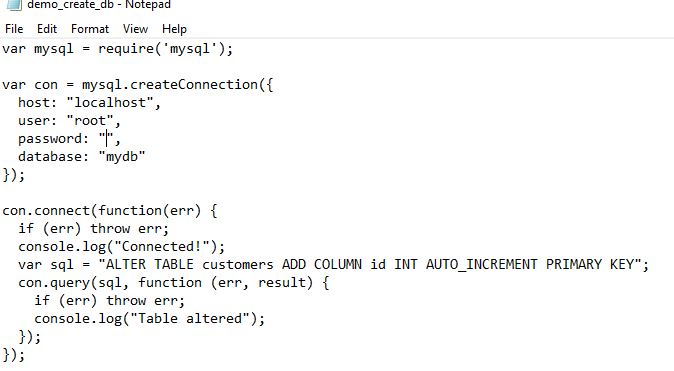 demo_create_db - Notepad
File Edit Format View Help
var mysql = require('mysql');

var con = mysql.createConnection({
  host: "localhost",
  user: "root",
  password: "",
  database: "mydb"
});

con.connect(function(err) {
  if (err) throw err;
  console.log("Connected!");
  var sql = "ALTER TABLE customers ADD COLUMN id INT AUTO_INCREMENT PRIMARY KEY";
  con.query(sql, function (err, result) {
    if (err) throw err;
    console.log("Table altered");
  });
});